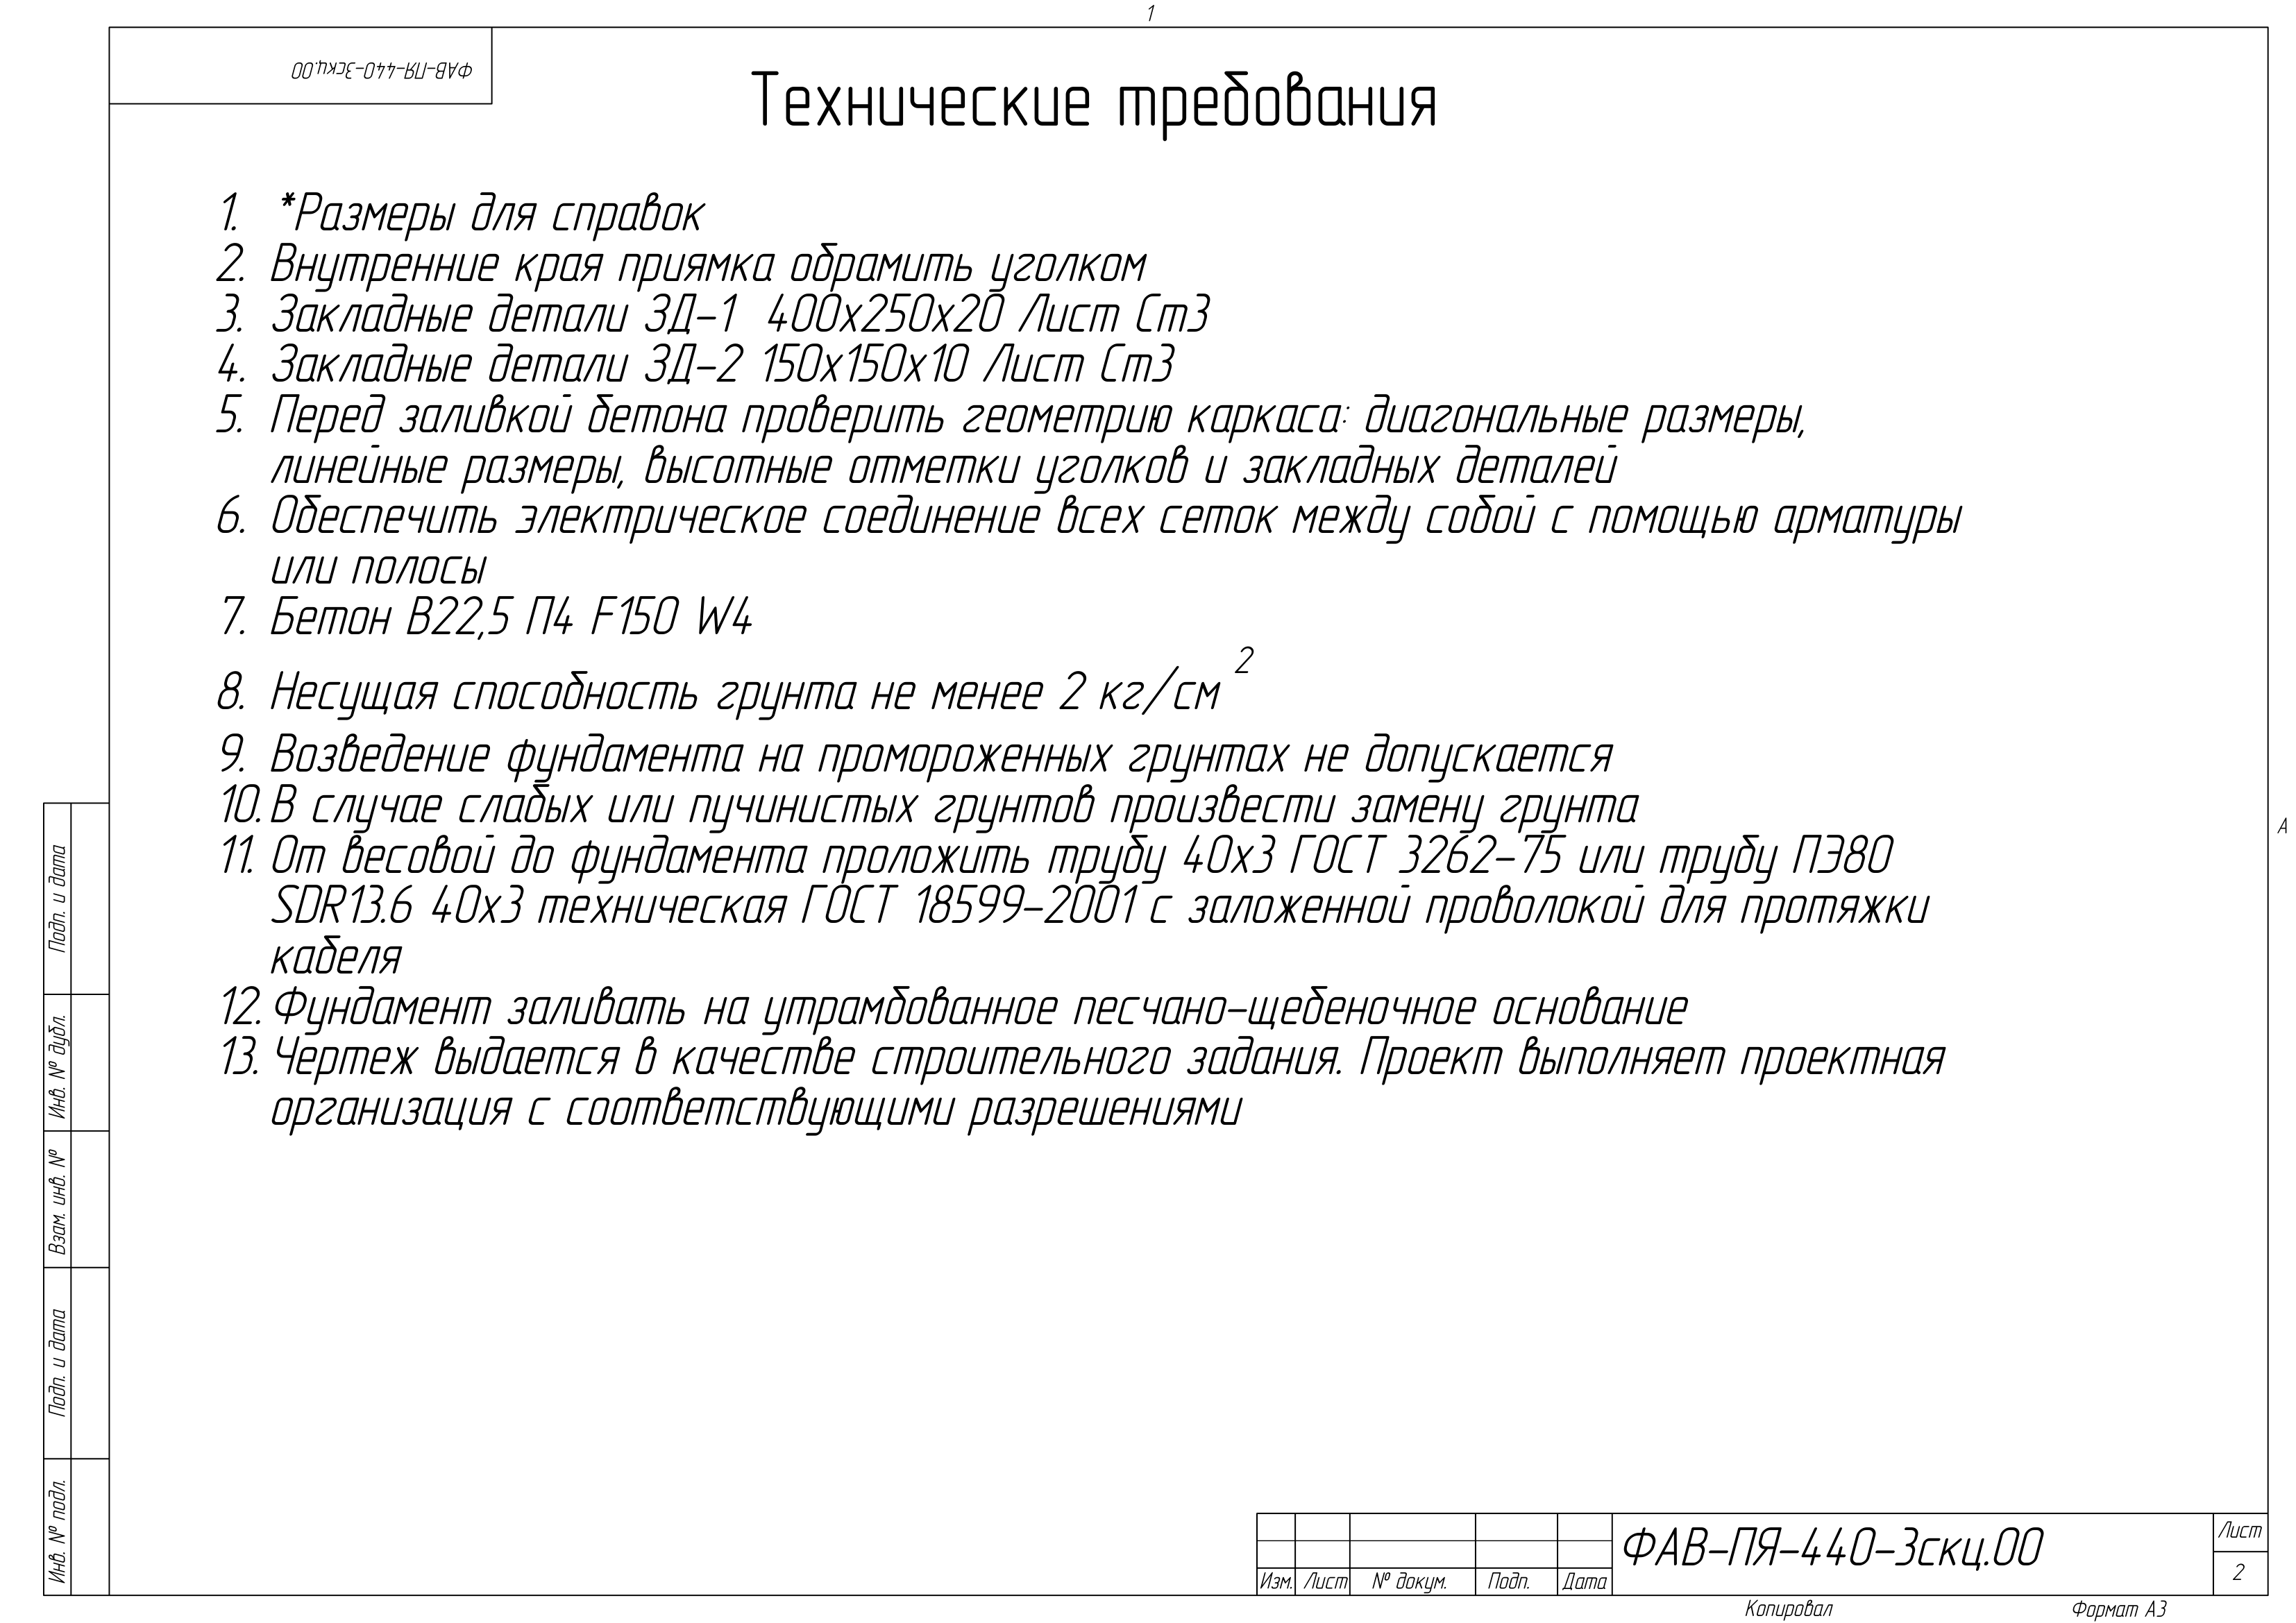 1
ФАВ-ПЯ-440-3скц.00
Технические требования
1. *Размеры для справок
2. Внутренние края приямка обрамить уголком
3. Закладные детали ЗД-1 400х250х20 Лист Ст3
4. Закладные детали ЗД-2 150х150х10 Лист Ст3
5. Перед заливкой бетона проверить геометрию каркаса: диагональные размеры,
линейные размеры, высотные отметки уголков и закладных деталей
6. Обеспечить электрическое соединение всех сеток между собой с помощью арматуры
или полосы
7. Бетон В22,5 П4 F150 W4
8. Несущая способность грунта не менее 2 кг/см²
9. Возведение фундамента на промороженных грунтах не допускается
10. В случае слабых или пучинистых грунтов произвести замену грунта
11. От весовой до фундамента проложить трубу 40х3 ГОСТ 3262-75 или трубу ПЭ80
SDR13.6 40х3 техническая ГОСТ 18599-2001 с заложенной проволокой для протяжки
кабеля
12. Фундамент заливать на утрамбованное песчано-щебеночное основание
13. Чертеж выдается в качестве строительного задания. Проект выполняет проектная
организация с соответствующими разрешениями
А
Подп. и дата
Инв. № дубл.
Взам. инв. №
Подп. и дата
Инв. № подл.
Изм. Лист № докум. Подп. Дата
ФАВ-ПЯ-440-3скц.00
Лист
2
Копировал
Формат А3